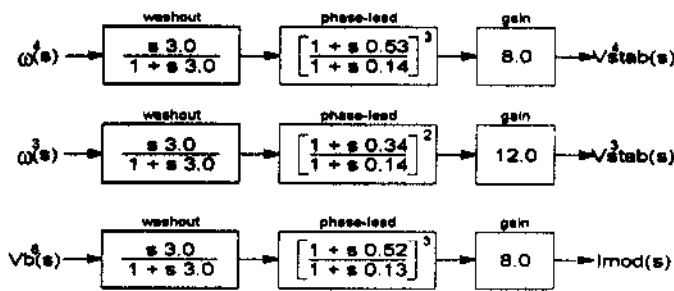 washout phase-lead gain
ω⁴(s) s 3.0 / 1 + s 3.0 [1 + s 0.53 / 1 + s 0.14]³ 8.0 Vstab⁴(s)
washout phase-lead gain
ω³(s) s 3.0 / 1 + s 3.0 [1 + s 0.34 / 1 + s 0.14]² 12.0 Vstab³(s)
washout phase-lead gain
s 3.0 / 1 + s 3.0 [1 + s 0.52 / 1 + s 0.13]³ 8.0 Imod(s)